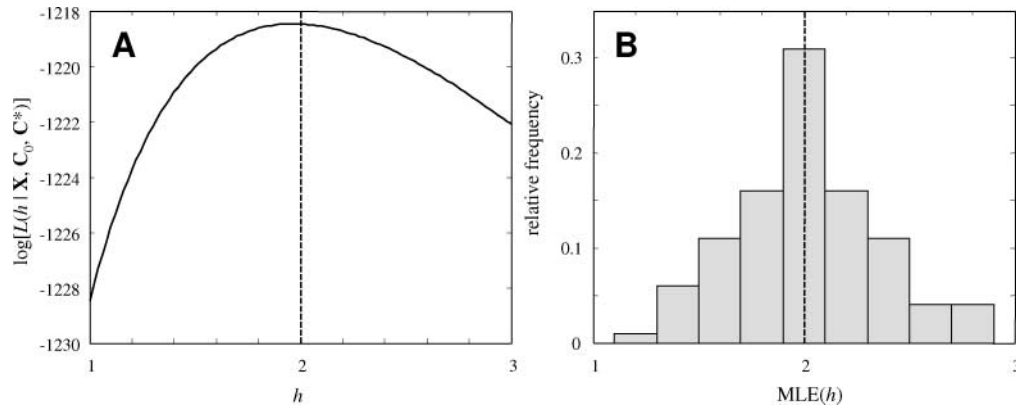 A
-1218
-1220
-1222
-1224
-1226
-1228
-1230
log[L(h | X, C0, C*)]
1
2
3
h
B
0.3
0.2
0.1
0
relative frequency
1
2
3
MLE(h)